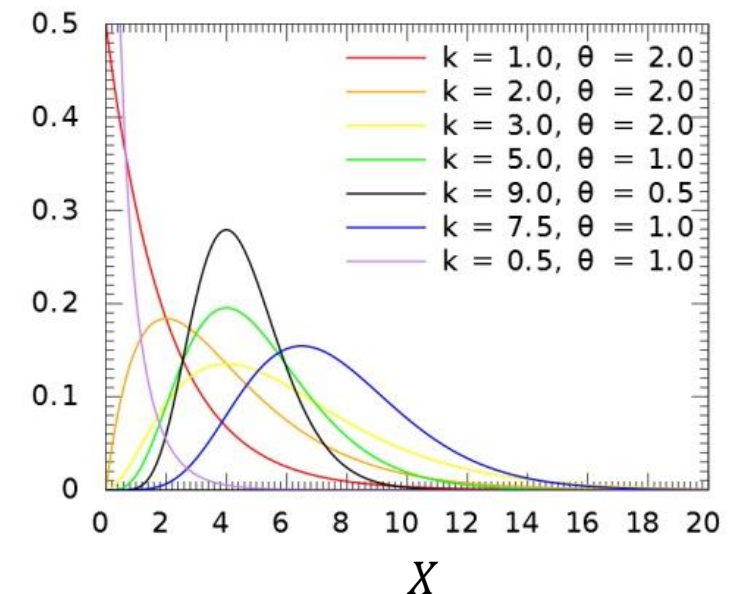 0.5
0.4
0.3
0.2
0.1
0
k = 1.0, θ = 2.0
k = 2.0, θ = 2.0
k = 3.0, θ = 2.0
k = 5.0, θ = 1.0
k = 9.0, θ = 0.5
k = 7.5, θ = 1.0
k = 0.5, θ = 1.0
0 2 4 6 8 10 12 14 16 18 20
X